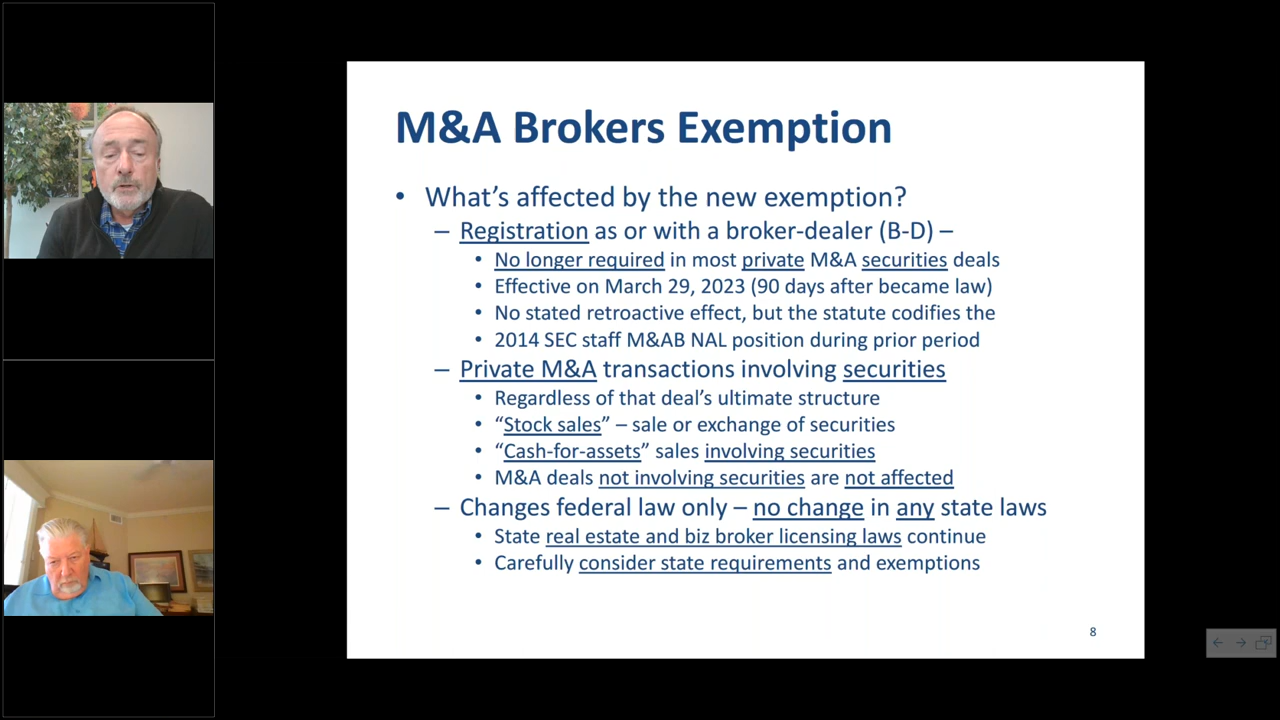 M&A Brokers Exemption
• What’s affected by the new exemption?
– Registration as or with a broker-dealer (B-D) –
• No longer required in most private M&A securities deals
• Effective on March 29, 2023 (90 days after became law)
• No stated retroactive effect, but the statute codifies the
• 2014 SEC staff M&AB NAL position during prior period
– Private M&A transactions involving securities
• Regardless of that deal’s ultimate structure
• “Stock sales” – sale or exchange of securities
• “Cash-for-assets” sales involving securities
• M&A deals not involving securities are not affected
– Changes federal law only – no change in any state laws
• State real estate and biz broker licensing laws continue
• Carefully consider state requirements and exemptions
8